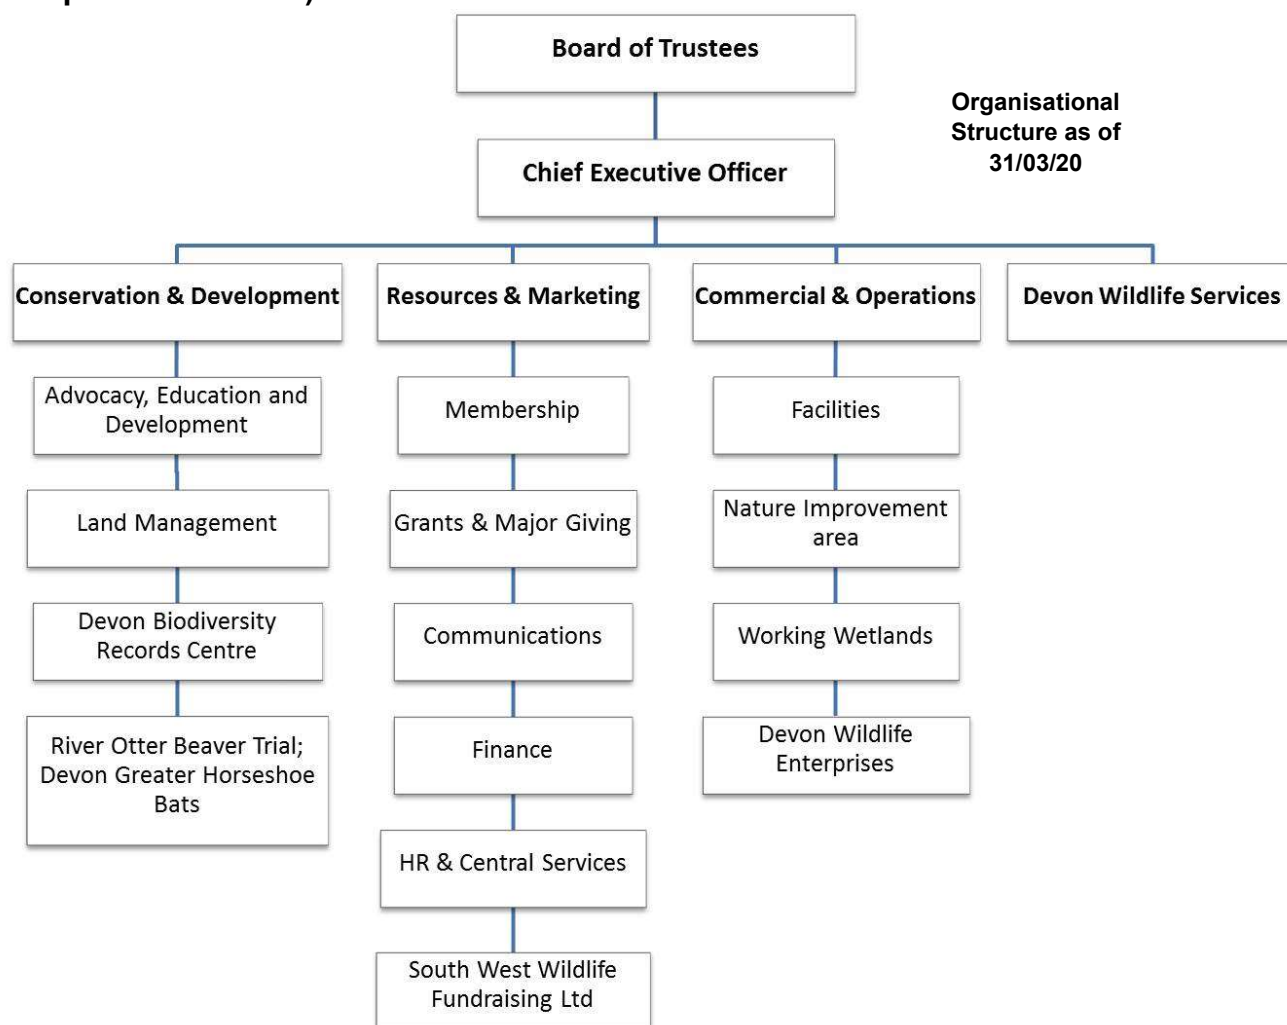 Board of Trustees
Organisational
Structure as of
31/03/20
Chief Executive Officer
Conservation & Development
Resources & Marketing
Commercial & Operations
Devon Wildlife Services
Advocacy, Education and
Development
Membership
Facilities
Land Management
Grants & Major Giving
Nature Improvement
area
Devon Biodiversity
Records Centre
Communications
Working Wetlands
River Otter Beaver Trial;
Devon Greater Horseshoe
Bats
Finance
Devon Wildlife
Enterprises
HR & Central Services
South West Wildlife
Fundraising Ltd